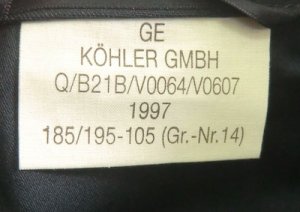 GE
KÖHLER GMBH
Q/B21B/V0064/V0607
1997
185/195-105 (Gr.-Nr.14)